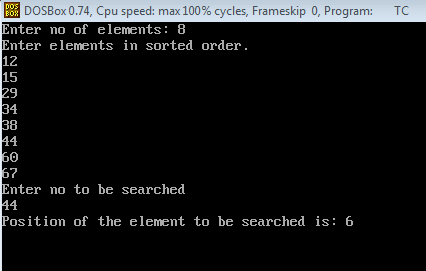 DOS BOX
DOSBox 0.74, Cpu speed: max 100% cycles, Frameskip 0, Program: TC
Enter no of elements: 8
Enter elements in sorted order.
12
15
29
34
38
44
60
67
Enter no to be searched
44
Position of the element to be searched is: 6